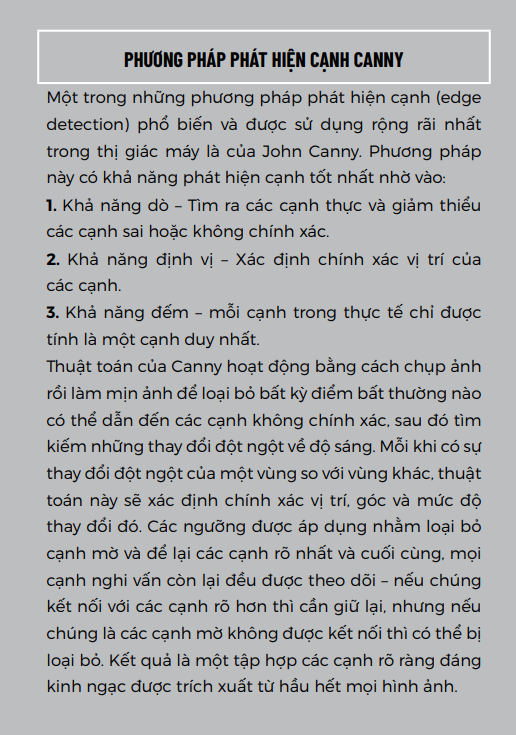 PHƯƠNG PHÁP PHÁT HIỆN CẠNH CANNY
Một trong những phương pháp phát hiện cạnh (edge
detection) phổ biến và được sử dụng rộng rãi nhất
trong thị giác máy là của John Canny. Phương pháp
này có khả năng phát hiện cạnh tốt nhất nhờ vào:
1. Khả năng dò – Tìm ra các cạnh thực và giảm thiểu
các cạnh sai hoặc không chính xác.
2. Khả năng định vị – Xác định chính xác vị trí của
các cạnh.
3. Khả năng đếm – mỗi cạnh trong thực tế chỉ được
tính là một cạnh duy nhất.
Thuật toán của Canny hoạt động bằng cách chụp ảnh
rồi làm mịn ảnh để loại bỏ bất kỳ điểm bất thường nào
có thể dẫn đến các cạnh không chính xác, sau đó tìm
kiếm những thay đổi đột ngột về độ sáng. Mỗi khi có sự
thay đổi đột ngột của một vùng so với vùng khác, thuật
toán này sẽ xác định chính xác vị trí, góc và mức độ
thay đổi đó. Các ngưỡng được áp dụng nhằm loại bỏ
cạnh mờ và để lại các cạnh rõ nhất và cuối cùng, mọi
cạnh nghi vấn còn lại đều được theo dõi – nếu chúng
kết nối với các cạnh rõ hơn thì cần giữ lại, nhưng nếu
chúng là các cạnh mờ không được kết nối thì có thể bị
loại bỏ. Kết quả là một tập hợp các cạnh rõ ràng đáng
kinh ngạc được trích xuất từ hầu hết mọi hình ảnh.